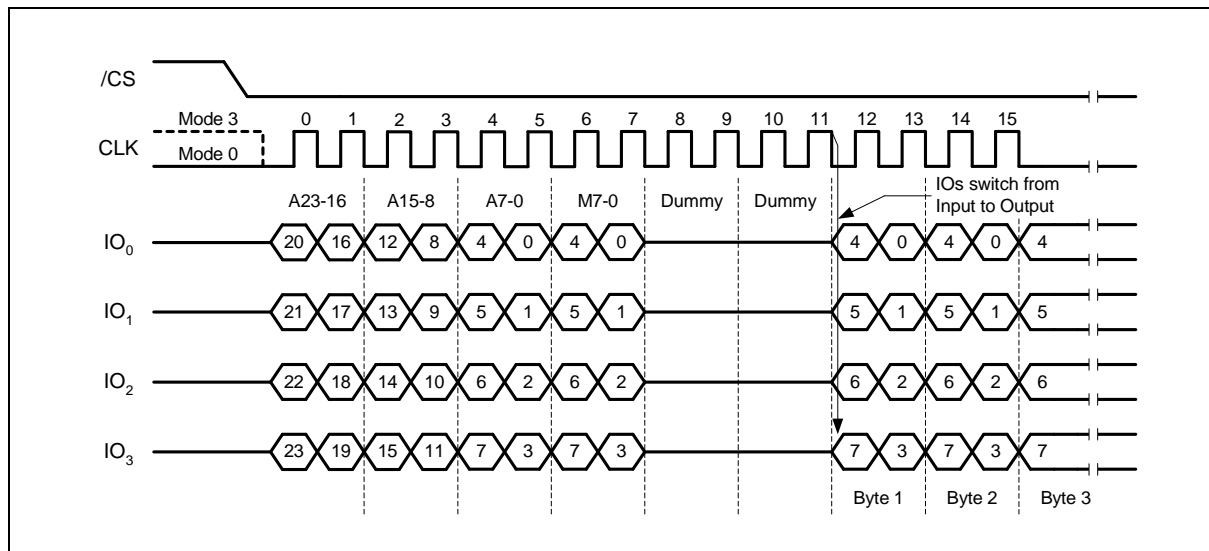 /CS
Mode 3 0 1 2 3 4 5 6 7 8 9 10 11 12 13 14 15
CLK
Mode 0
IOs switch from
Input to Output
A23-16 A15-8 A7-0 M7-0 Dummy Dummy
IO0 20 16 12 8 4 0 4 0 4 0 4 0 4
IO1 21 17 13 9 5 1 5 1 5 1 5 1 5
IO2 22 18 14 10 6 2 6 2 6 2 6 2 6
IO3 23 19 15 11 7 3 7 3 7 3 7 3 7
Byte 1 Byte 2 Byte 3